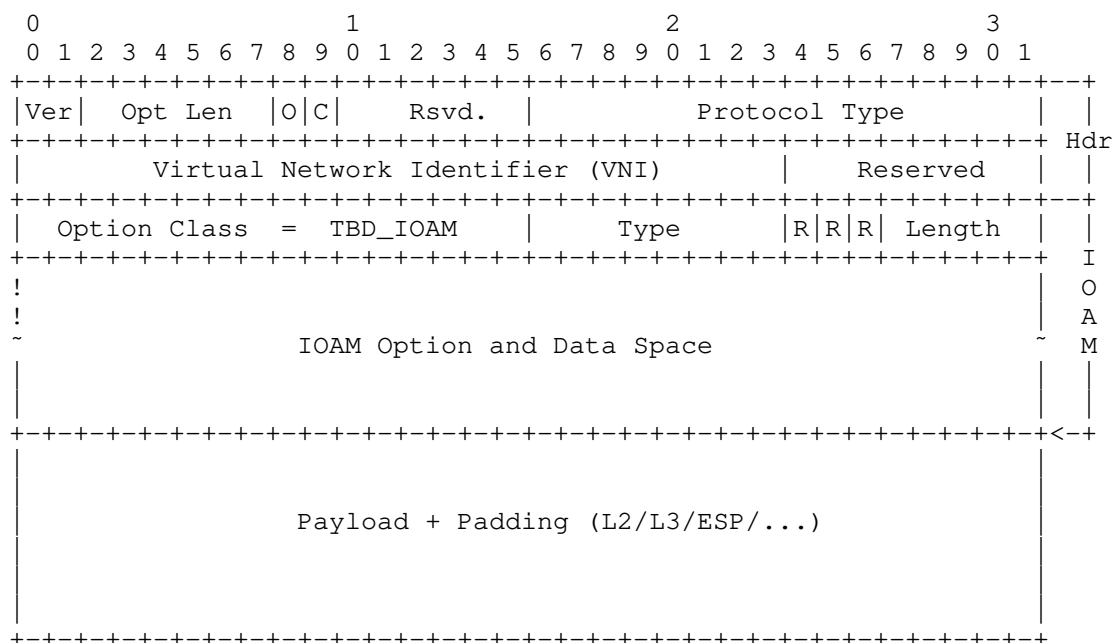 0                   1                   2                   3
 0 1 2 3 4 5 6 7 8 9 0 1 2 3 4 5 6 7 8 9 0 1 2 3 4 5 6 7 8 9 0 1
+-+-+-+-+-+-+-+-+-+-+-+-+-+-+-+-+-+-+-+-+-+-+-+-+-+-+-+-+-+-+-+-+--+
|Ver|  Opt Len  |O|C|    Rsvd.  |          Protocol Type        |  |
+-+-+-+-+-+-+-+-+-+-+-+-+-+-+-+-+-+-+-+-+-+-+-+-+-+-+-+-+-+-+-+-+ Hdr
|        Virtual Network Identifier (VNI)       |    Reserved   |  |
+-+-+-+-+-+-+-+-+-+-+-+-+-+-+-+-+-+-+-+-+-+-+-+-+-+-+-+-+-+-+-+-+--+
|  Option Class  =  TBD_IOAM    |     Type      |R|R|R| Length  |  |
+-+-+-+-+-+-+-+-+-+-+-+-+-+-+-+-+-+-+-+-+-+-+-+-+-+-+-+-+-+-+-+-+  I
!                                                               |  O
!                                                               |  A
~                 IOAM Option and Data Space                    ~  M
|                                                               |  |
|                                                               |  |
+-+-+-+-+-+-+-+-+-+-+-+-+-+-+-+-+-+-+-+-+-+-+-+-+-+-+-+-+-+-+-+-+<-+
|                                                               |
|                                                               |
|                 Payload + Padding (L2/L3/ESP/...)             |
|                                                               |
|                                                               |
|                                                               |
+-+-+-+-+-+-+-+-+-+-+-+-+-+-+-+-+-+-+-+-+-+-+-+-+-+-+-+-+-+-+-+-+